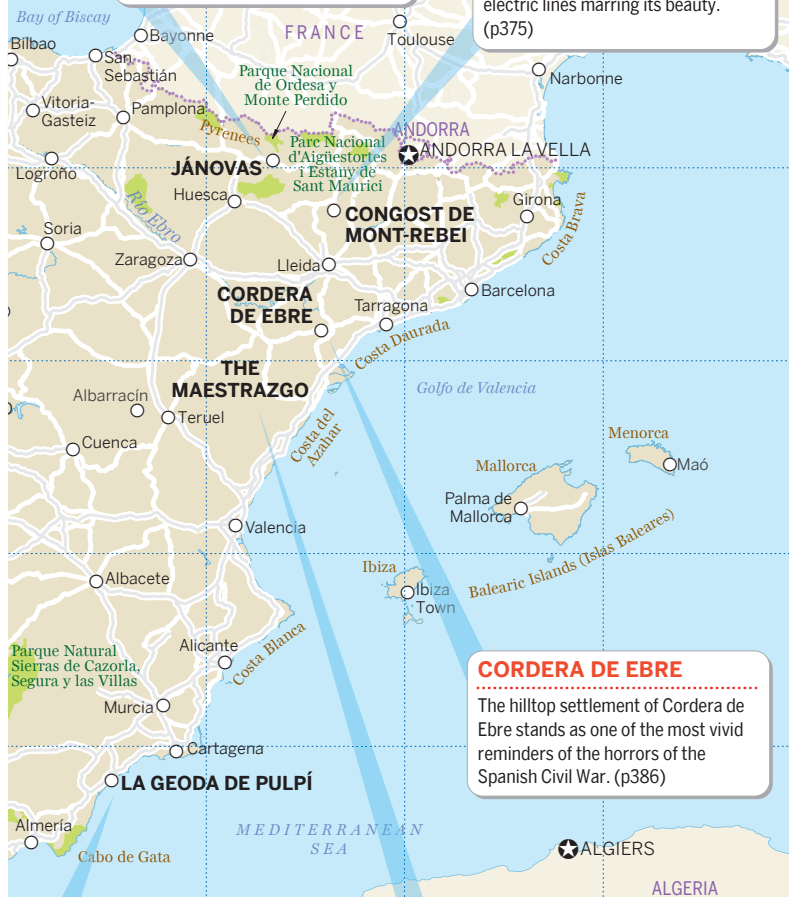 electric lines marring its beauty.
(p375)
Bay of Biscay
Bayonne
FRANCE
Toulouse
Bilbao
San
Sebastián
Narbonne
Parque Nacional
de Ordesa y
Monte Perdido
Vitoria-
Gasteiz
Pamplona
Pyrenees
ANDORRA
ANDORRA LA VELLA
Parc Nacional
d'Aigüestortes
i Estany de
Sant Maurici
JÁNOVAS
Logroño
Huesca
Girona
CONGOST DE
MONT-REBEI
Río Ebro
Costa Brava
Soria
Zaragoza
Lleida
Barcelona
CORDERA
DE EBRE
Tarragona
Costa Daurada
THE
MAESTRAZGO
Golfo de Valencia
Albarracín
Teruel
Costa del
Azahar
Cuenca
Menorca
Maó
Mallorca
Palma de
Mallorca
Valencia
Balearic Islands (Islas Baleares)
Ibiza
Ibiza
Town
Albacete
Costa Blanca
Alicante
Parque Natural
Sierras de Cazorla,
Segura y las Villas
CORDERA DE EBRE
The hilltop settlement of Cordera de
Ebre stands as one of the most vivid
reminders of the horrors of the
Spanish Civil War. (p386)
Murcia
Cartagena
LA GEODA DE PULPÍ
Almería
Cabo de Gata
MEDITERRANEAN
SEA
ALGIERS
ALGERIA